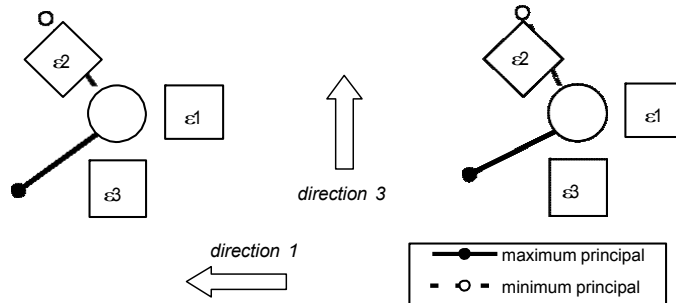 ε2
ε1
ε3
direction 3
direction 1
ε2
ε1
ε3
maximum principal
minimum principal